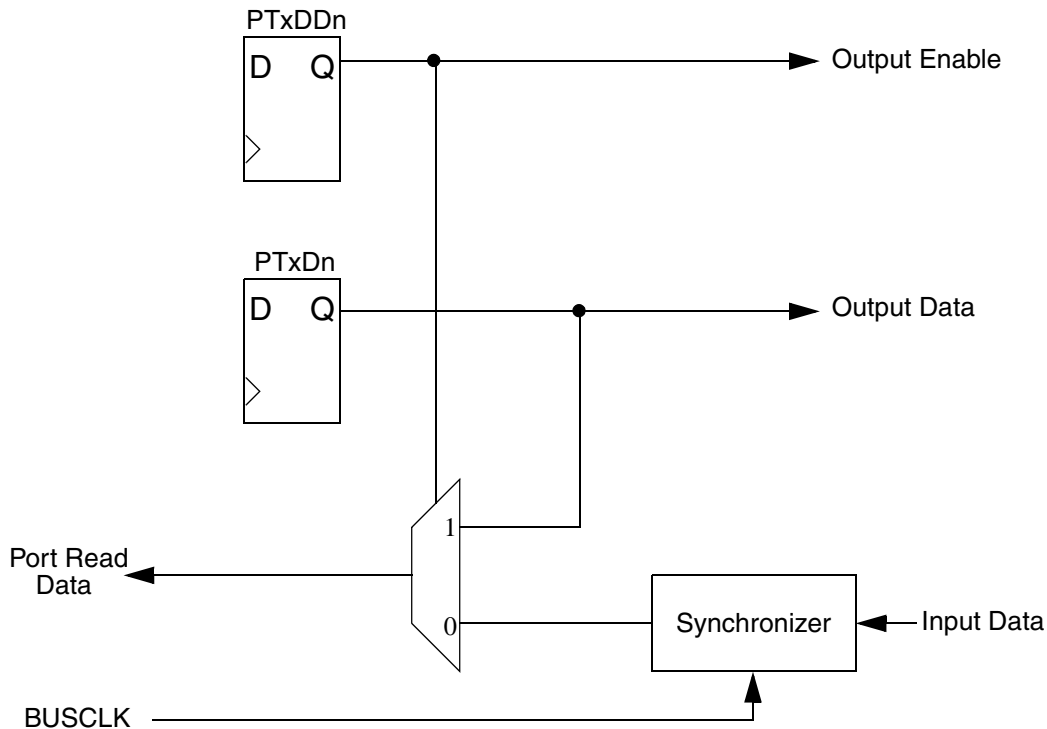 PTxDDn
D Q
Output Enable
PTxDn
D Q
Output Data
1
Port Read
Data
0
Synchronizer
Input Data
BUSCLK